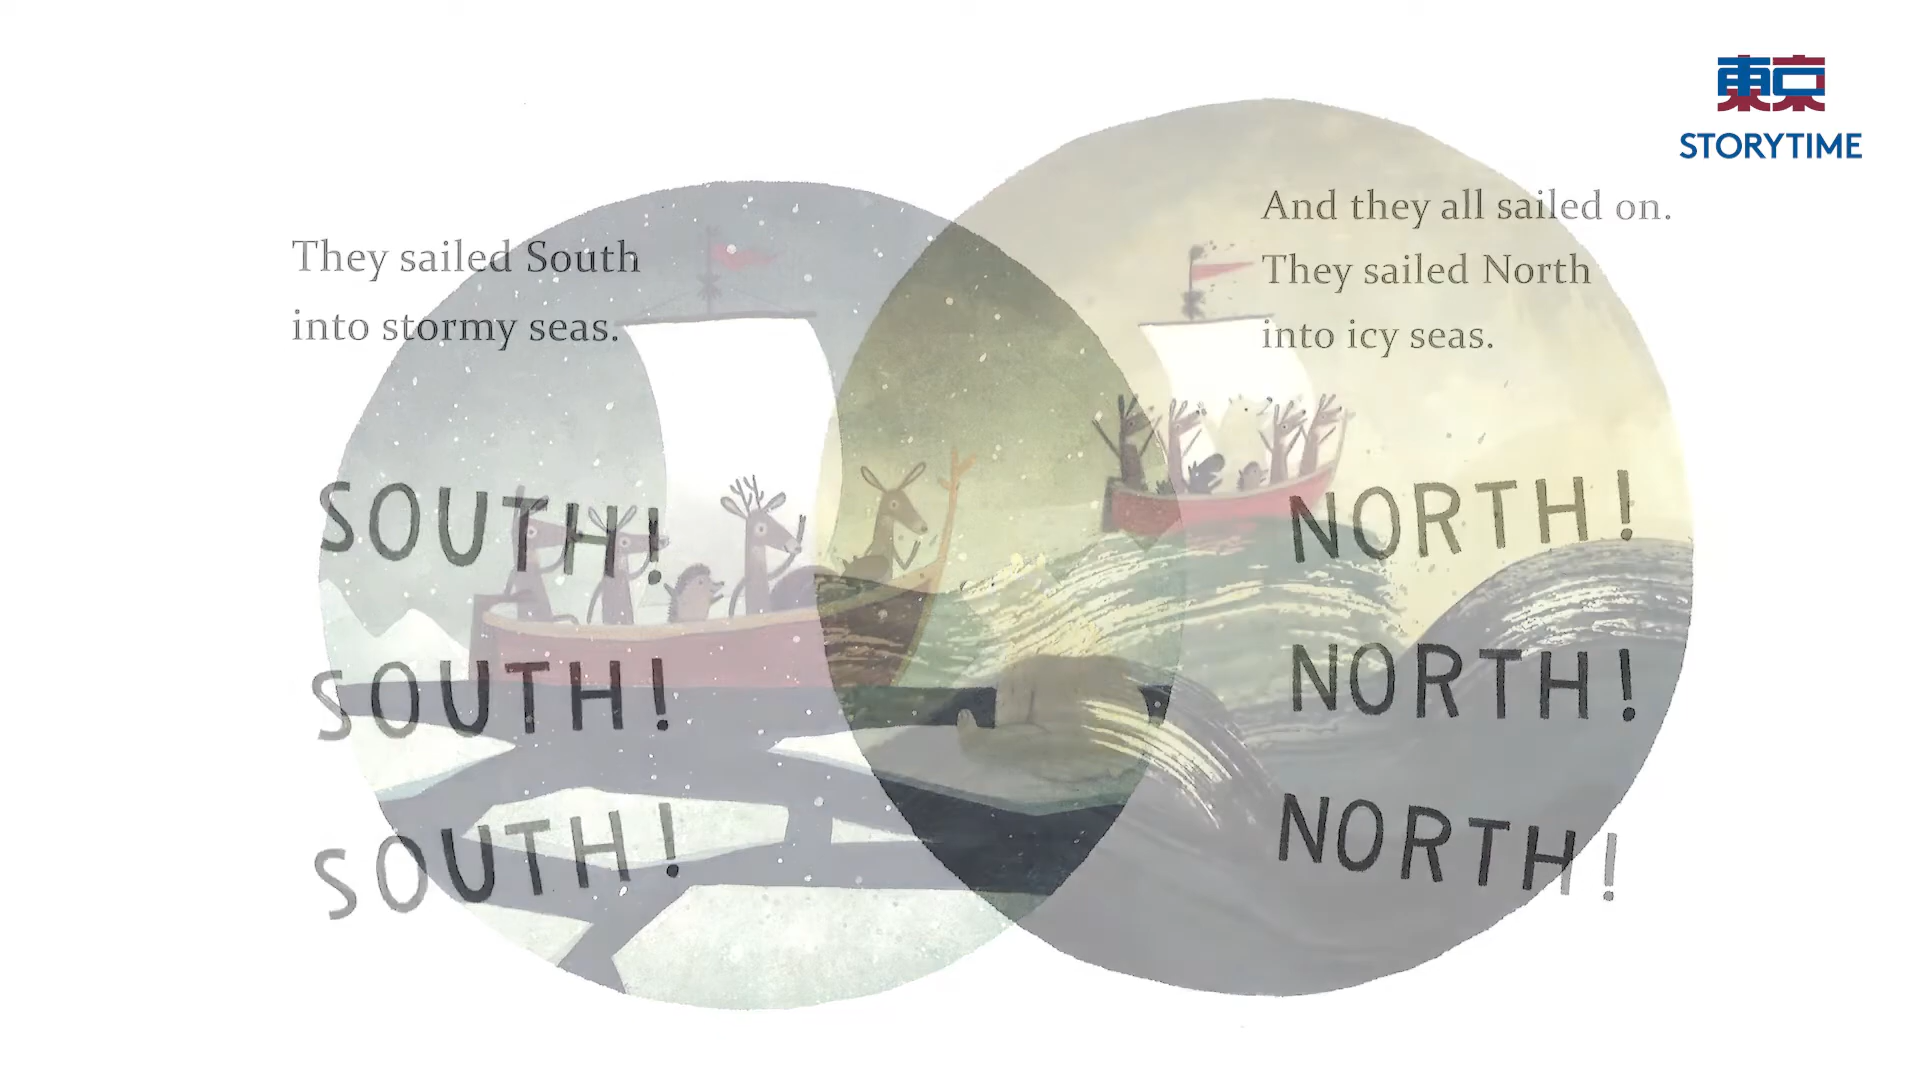 東京
STORYTIME
They sailed South
into stormy seas.
SOUTH!
SOUTH!
SOUTH!
And they all sailed on.
They sailed North
into icy seas.
NORTH!
NORTH!
NORTH!